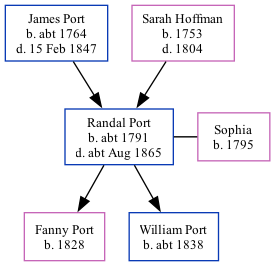 James Port
b. abt 1764
d. 15 Feb 1847
Sarah Hoffman
b. 1753
d. 1804
Randal Port
b. abt 1791
d. abt Aug 1865
Sophia
b. 1795
Fanny Port
b. 1828
William Port
b. abt 1838